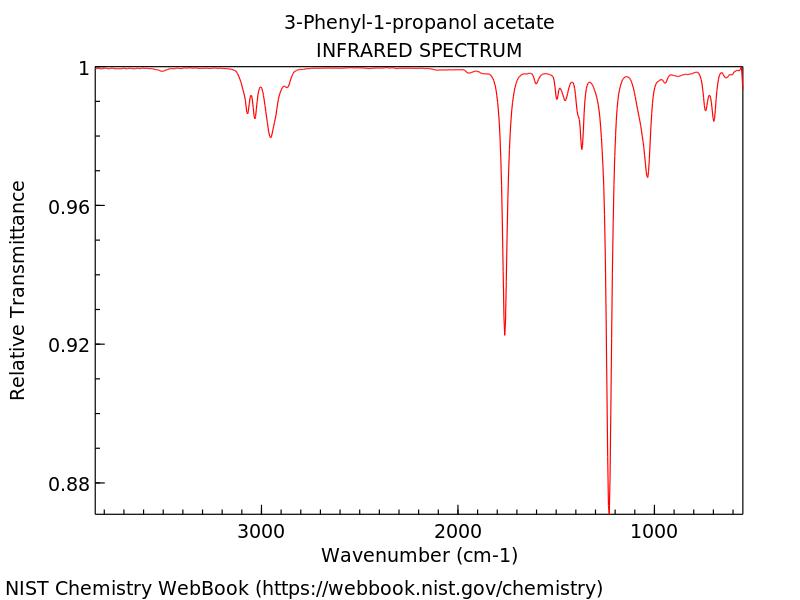 3-Phenyl-1-propanol acetate
INFRARED SPECTRUM
1
0.96
0.92
0.88
Relative Transmittance
3000 2000 1000
Wavenumber (cm-1)
NIST Chemistry WebBook (https://webbook.nist.gov/chemistry)